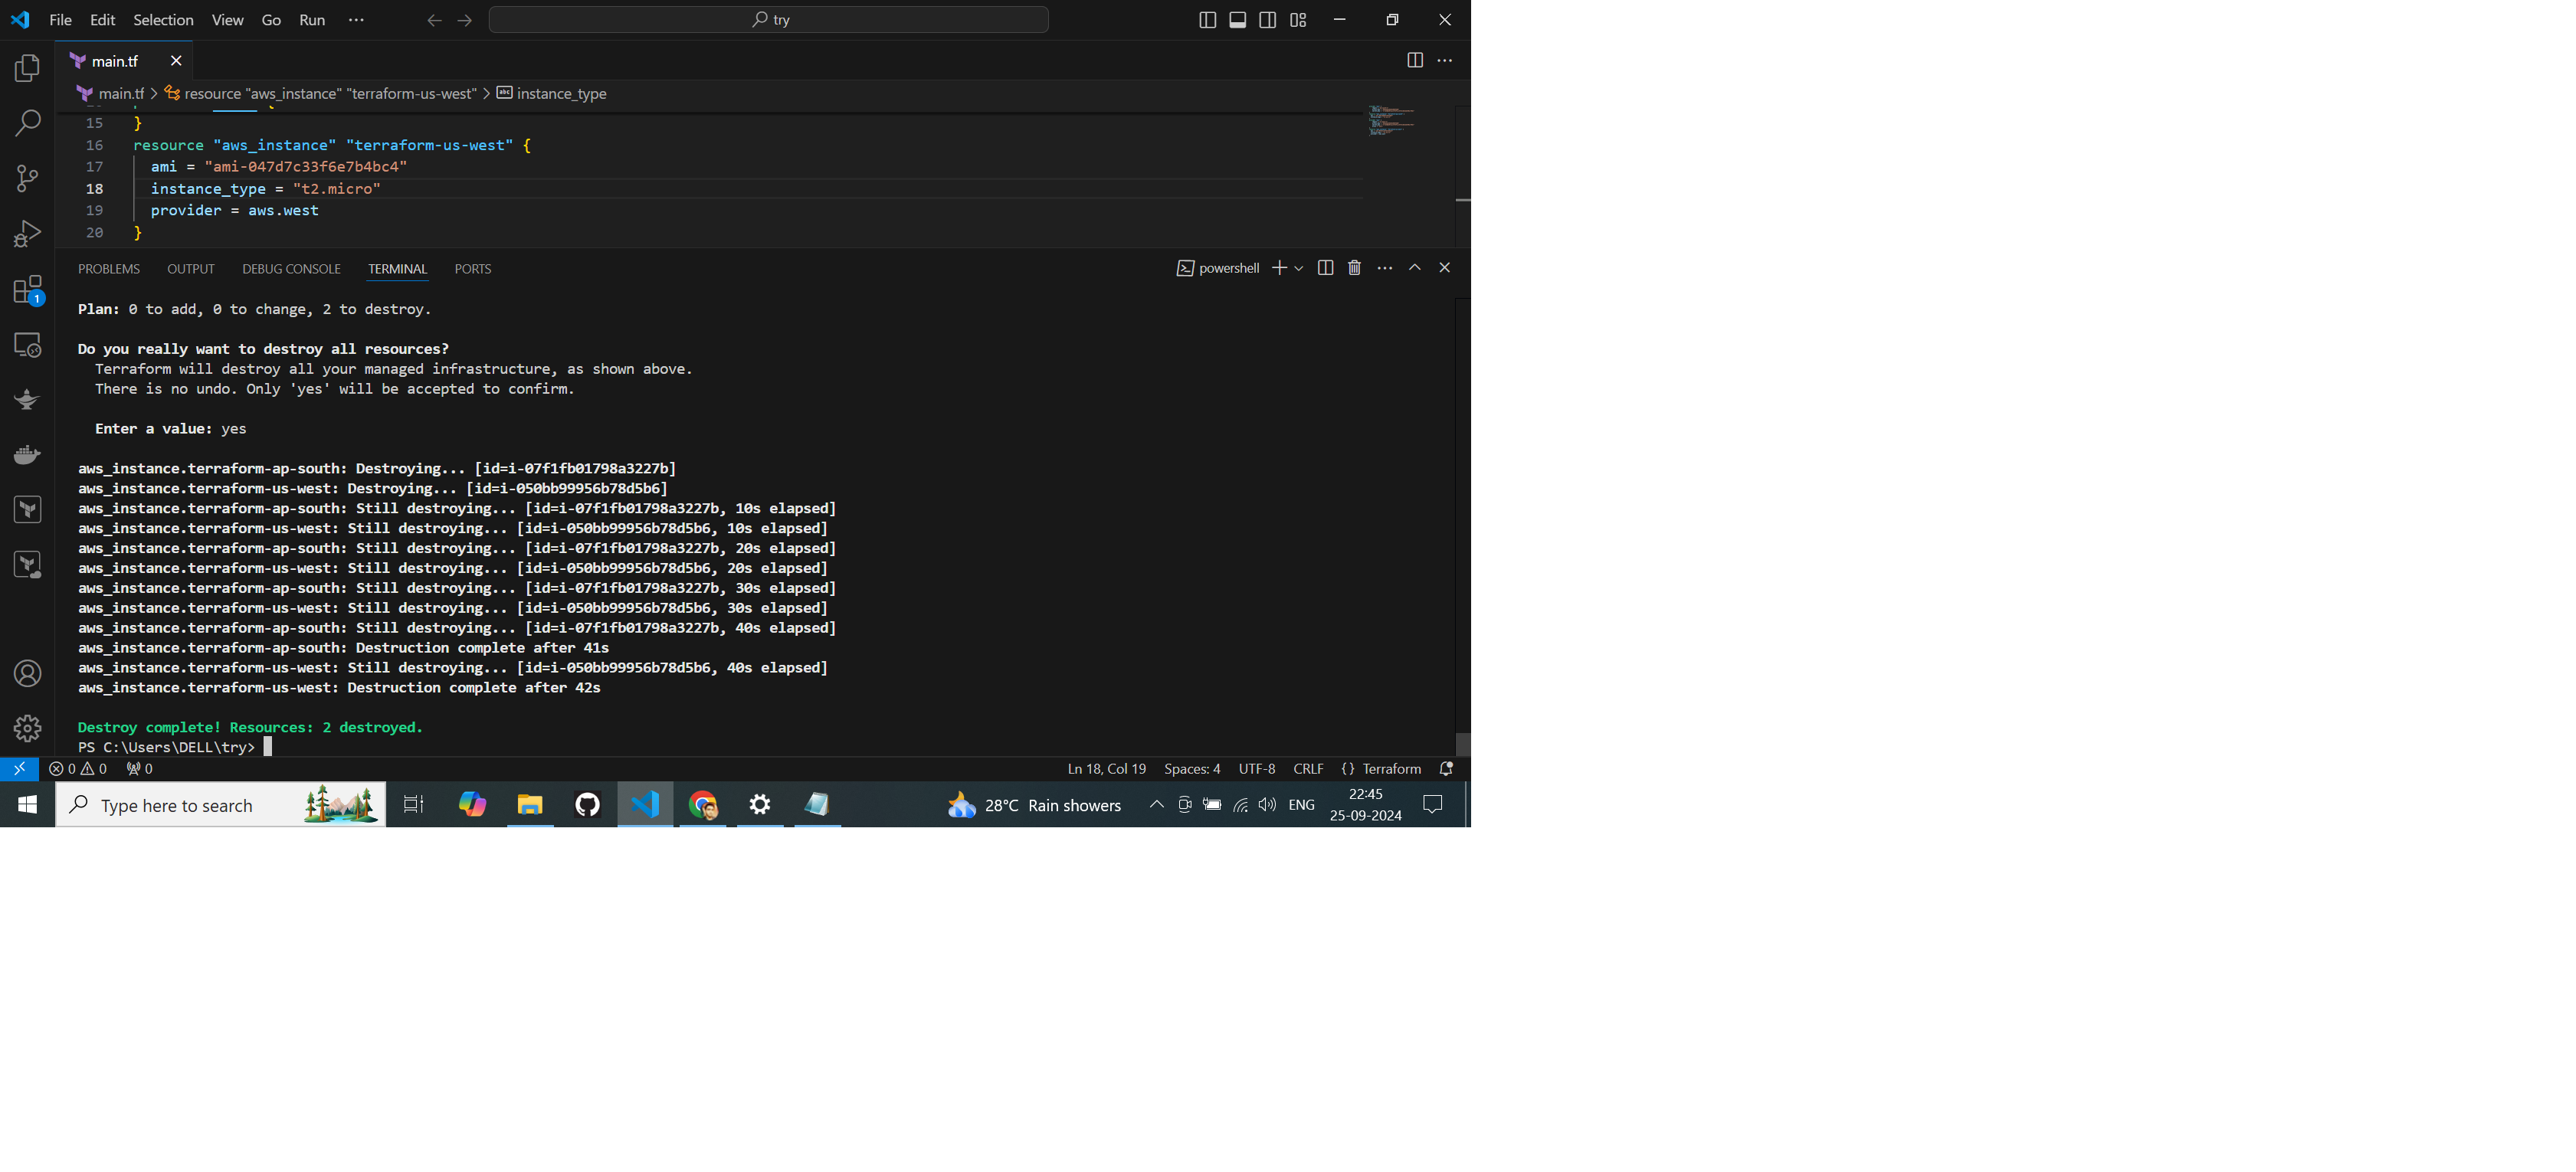 File Edit Selection View Go Run ··· try
main.tf
main.tf > resource "aws_instance" "terraform-us-west" > instance_type
15 }
16 resource "aws_instance" "terraform-us-west" {
17 ami = "ami-047d7c33f6e7b4bc4"
18 instance_type = "t2.micro"
19 provider = aws.west
20 }
PROBLEMS OUTPUT DEBUG CONSOLE TERMINAL PORTS powershell
Plan: 0 to add, 0 to change, 2 to destroy.
Do you really want to destroy all resources?
Terraform will destroy all your managed infrastructure, as shown above.
There is no undo. Only 'yes' will be accepted to confirm.
Enter a value: yes
aws_instance.terraform-ap-south: Destroying... [id=i-07f1fb01798a3227b]
aws_instance.terraform-us-west: Destroying... [id=i-050bb99956b78d5b6]
aws_instance.terraform-ap-south: Still destroying... [id=i-07f1fb01798a3227b, 10s elapsed]
aws_instance.terraform-us-west: Still destroying... [id=i-050bb99956b78d5b6, 10s elapsed]
aws_instance.terraform-ap-south: Still destroying... [id=i-07f1fb01798a3227b, 20s elapsed]
aws_instance.terraform-us-west: Still destroying... [id=i-050bb99956b78d5b6, 20s elapsed]
aws_instance.terraform-ap-south: Still destroying... [id=i-07f1fb01798a3227b, 30s elapsed]
aws_instance.terraform-us-west: Still destroying... [id=i-050bb99956b78d5b6, 30s elapsed]
aws_instance.terraform-ap-south: Still destroying... [id=i-07f1fb01798a3227b, 40s elapsed]
aws_instance.terraform-ap-south: Destruction complete after 41s
aws_instance.terraform-us-west: Still destroying... [id=i-050bb99956b78d5b6, 40s elapsed]
aws_instance.terraform-us-west: Destruction complete after 42s
Destroy complete! Resources: 2 destroyed.
PS C:\Users\DELL\try>
1
0 0 0 Ln 18, Col 19 Spaces: 4 UTF-8 CRLF {} Terraform
Type here to search 28°C Rain showers ENG 22:45
25-09-2024